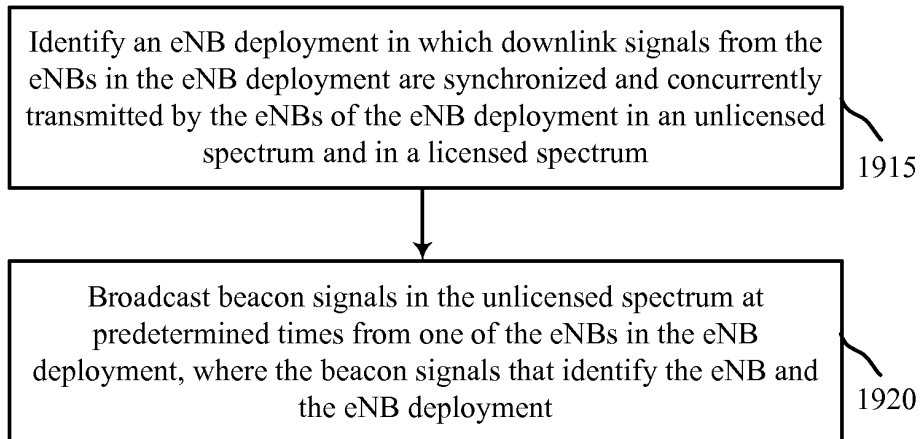 Identify an eNB deployment in which downlink signals from the
eNBs in the eNB deployment are synchronized and concurrently
transmitted by the eNBs of the eNB deployment in an unlicensed
spectrum and in a licensed spectrum
1915
Broadcast beacon signals in the unlicensed spectrum at
predetermined times from one of the eNBs in the eNB
deployment, where the beacon signals that identify the eNB and
the eNB deployment
1920